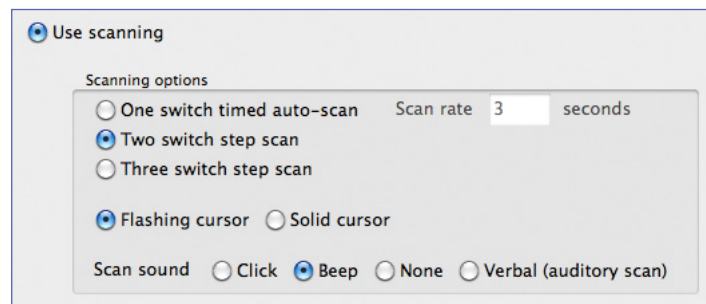 Use scanning
Scanning options
One switch timed auto-scan Scan rate 3 seconds
Two switch step scan
Three switch step scan
Flashing cursor Solid cursor
Scan sound Click Beep None Verbal (auditory scan)